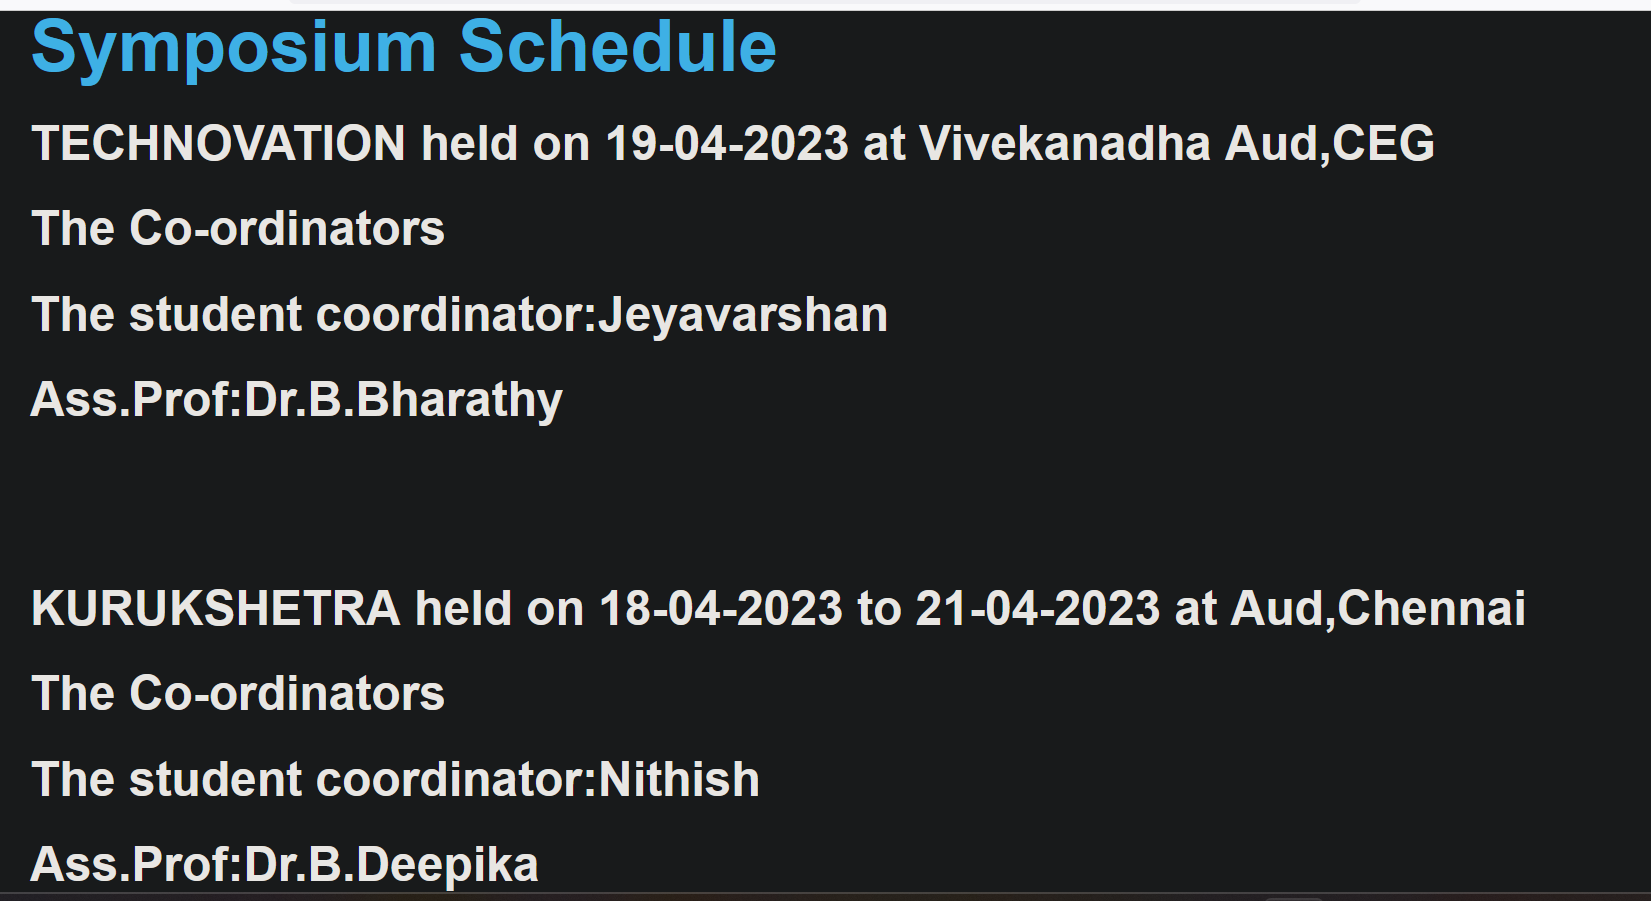 Symposium Schedule
TECHNOVATION held on 19-04-2023 at Vivekanadha Aud,CEG
The Co-ordinators
The student coordinator:Jeyavarshan
Ass.Prof:Dr.B.Bharathy
KURUKSHETRA held on 18-04-2023 to 21-04-2023 at Aud,Chennai
The Co-ordinators
The student coordinator:Nithish
Ass.Prof:Dr.B.Deepika